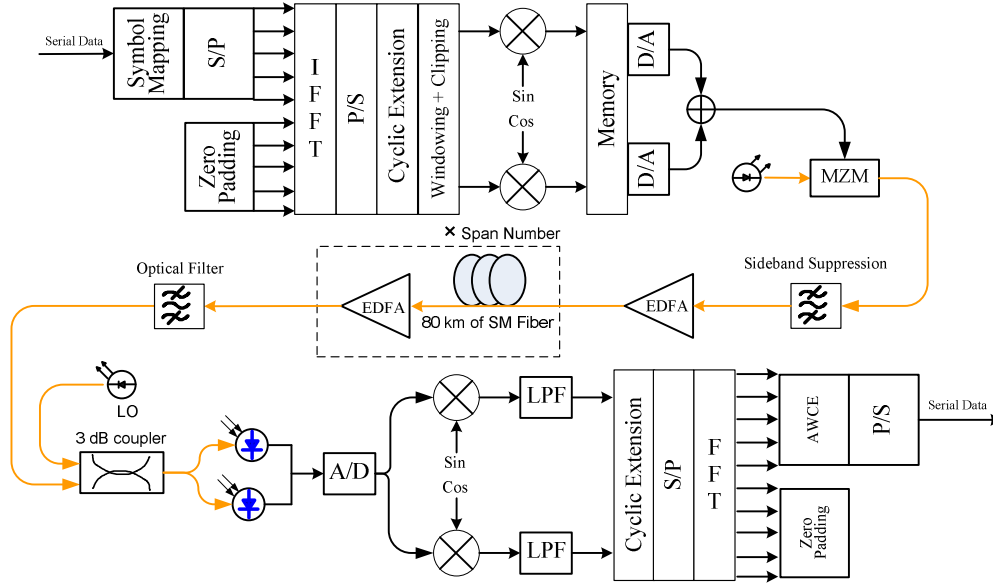 Serial Data
Symbol
Mapping
S/P
Zero
Padding
I
F
F
T
P/S
Cyclic Extension
Windowing + Clipping
Sin
Cos
Memory
D/A
D/A
MZM
× Span Number
Optical Filter
EDFA
80 km of SM Fiber
EDFA
Sideband Suppression
LO
3 dB coupler
A/D
Sin
Cos
LPF
LPF
Cyclic Extension
S/P
F
F
T
AWCE
P/S
Serial Data
Zero
Padding